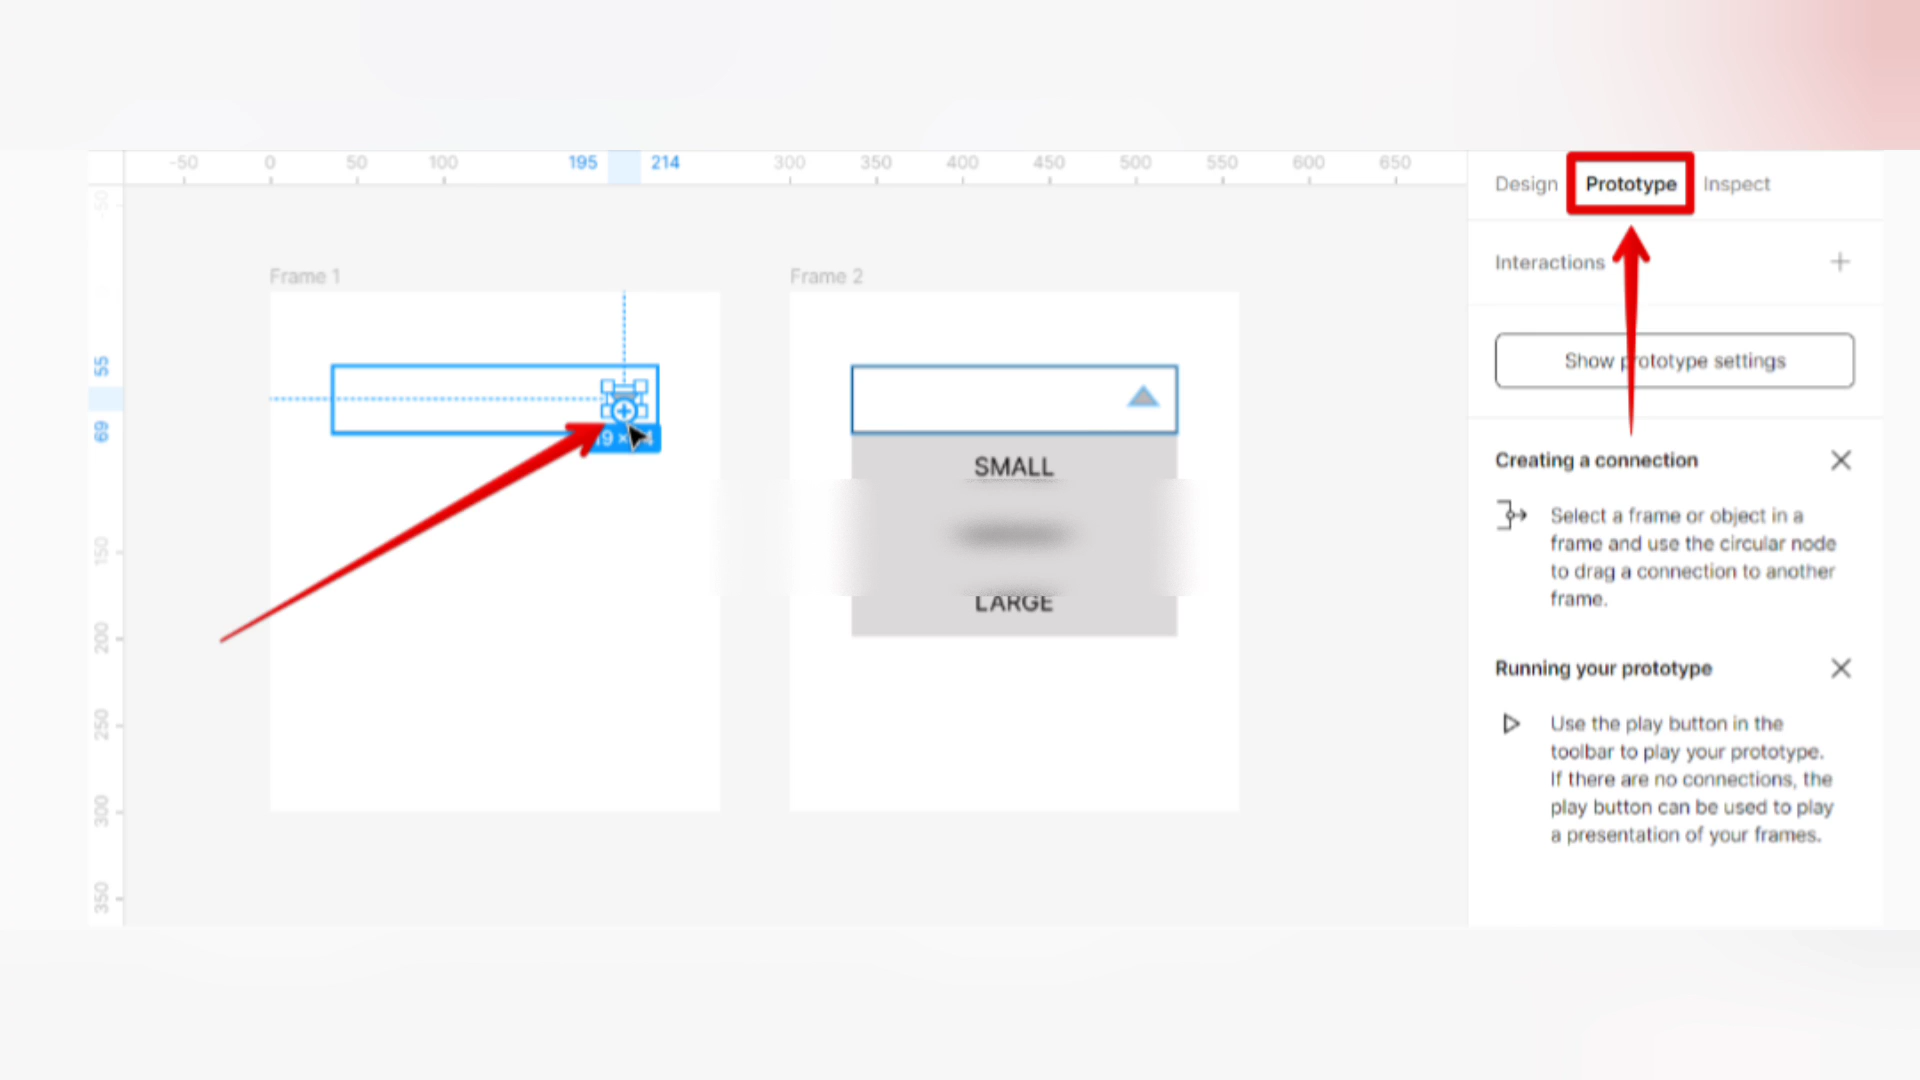 -50 0 50 100 195 214 300 350 400 450 500 550 600 650
Design Prototype Inspect
-50
Interactions
Frame 1 Frame 2
55
Show prototype settings
69
SMALL
Creating a connection
Select a frame or object in a
frame and use the circular node
to drag a connection to another
frame.
150
LARGE
200
Running your prototype
250
Use the play button in the
toolbar to play your prototype.
If there are no connections, the
play button can be used to play
a presentation of your frames.
300
350